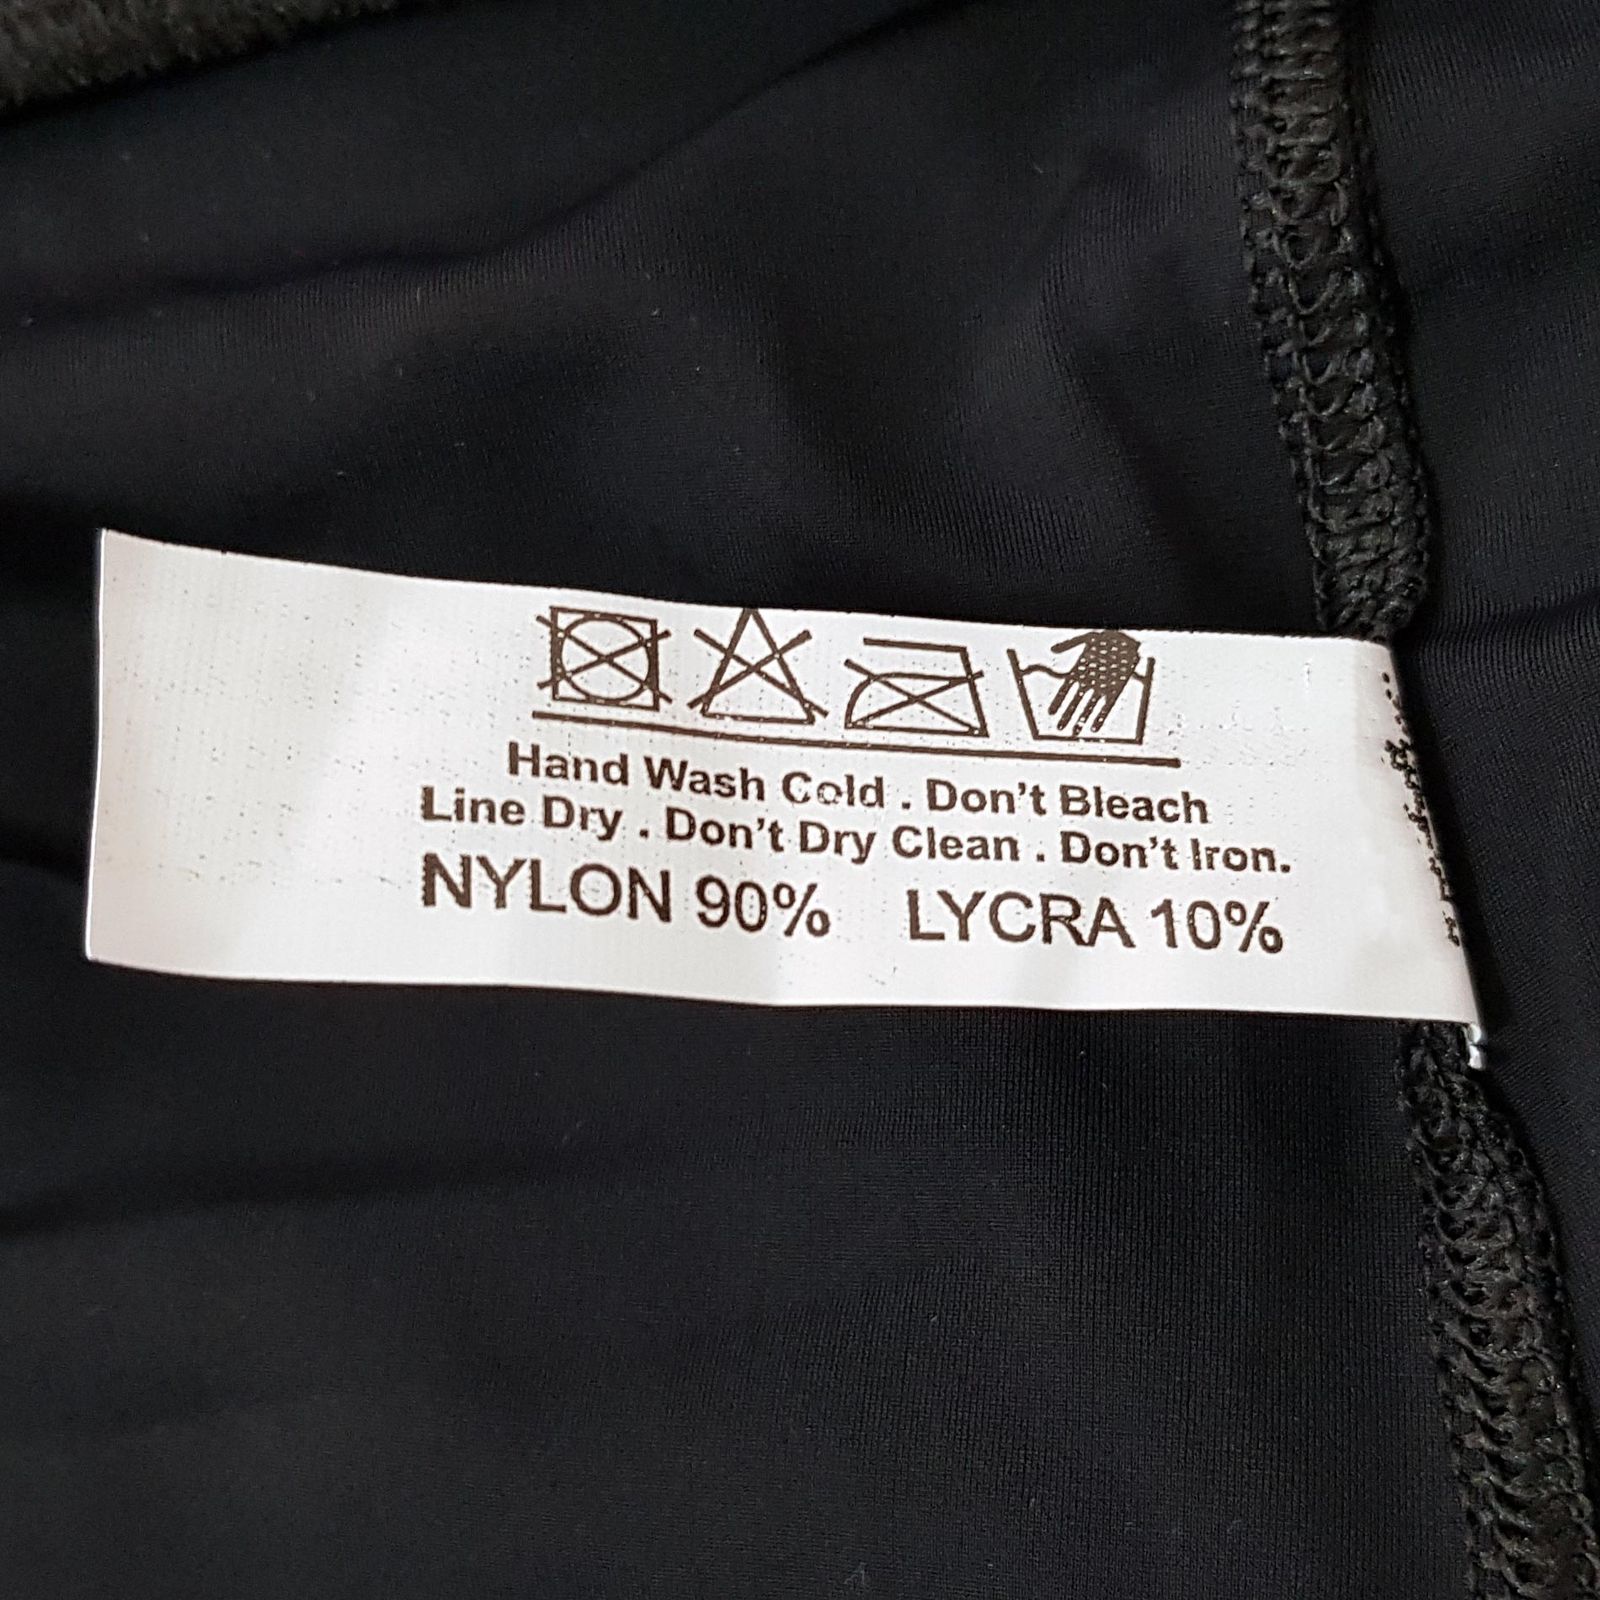 Hand Wash Cold . Don't Bleach
Line Dry . Don't Dry Clean . Don't Iron.
NYLON 90% LYCRA 10%